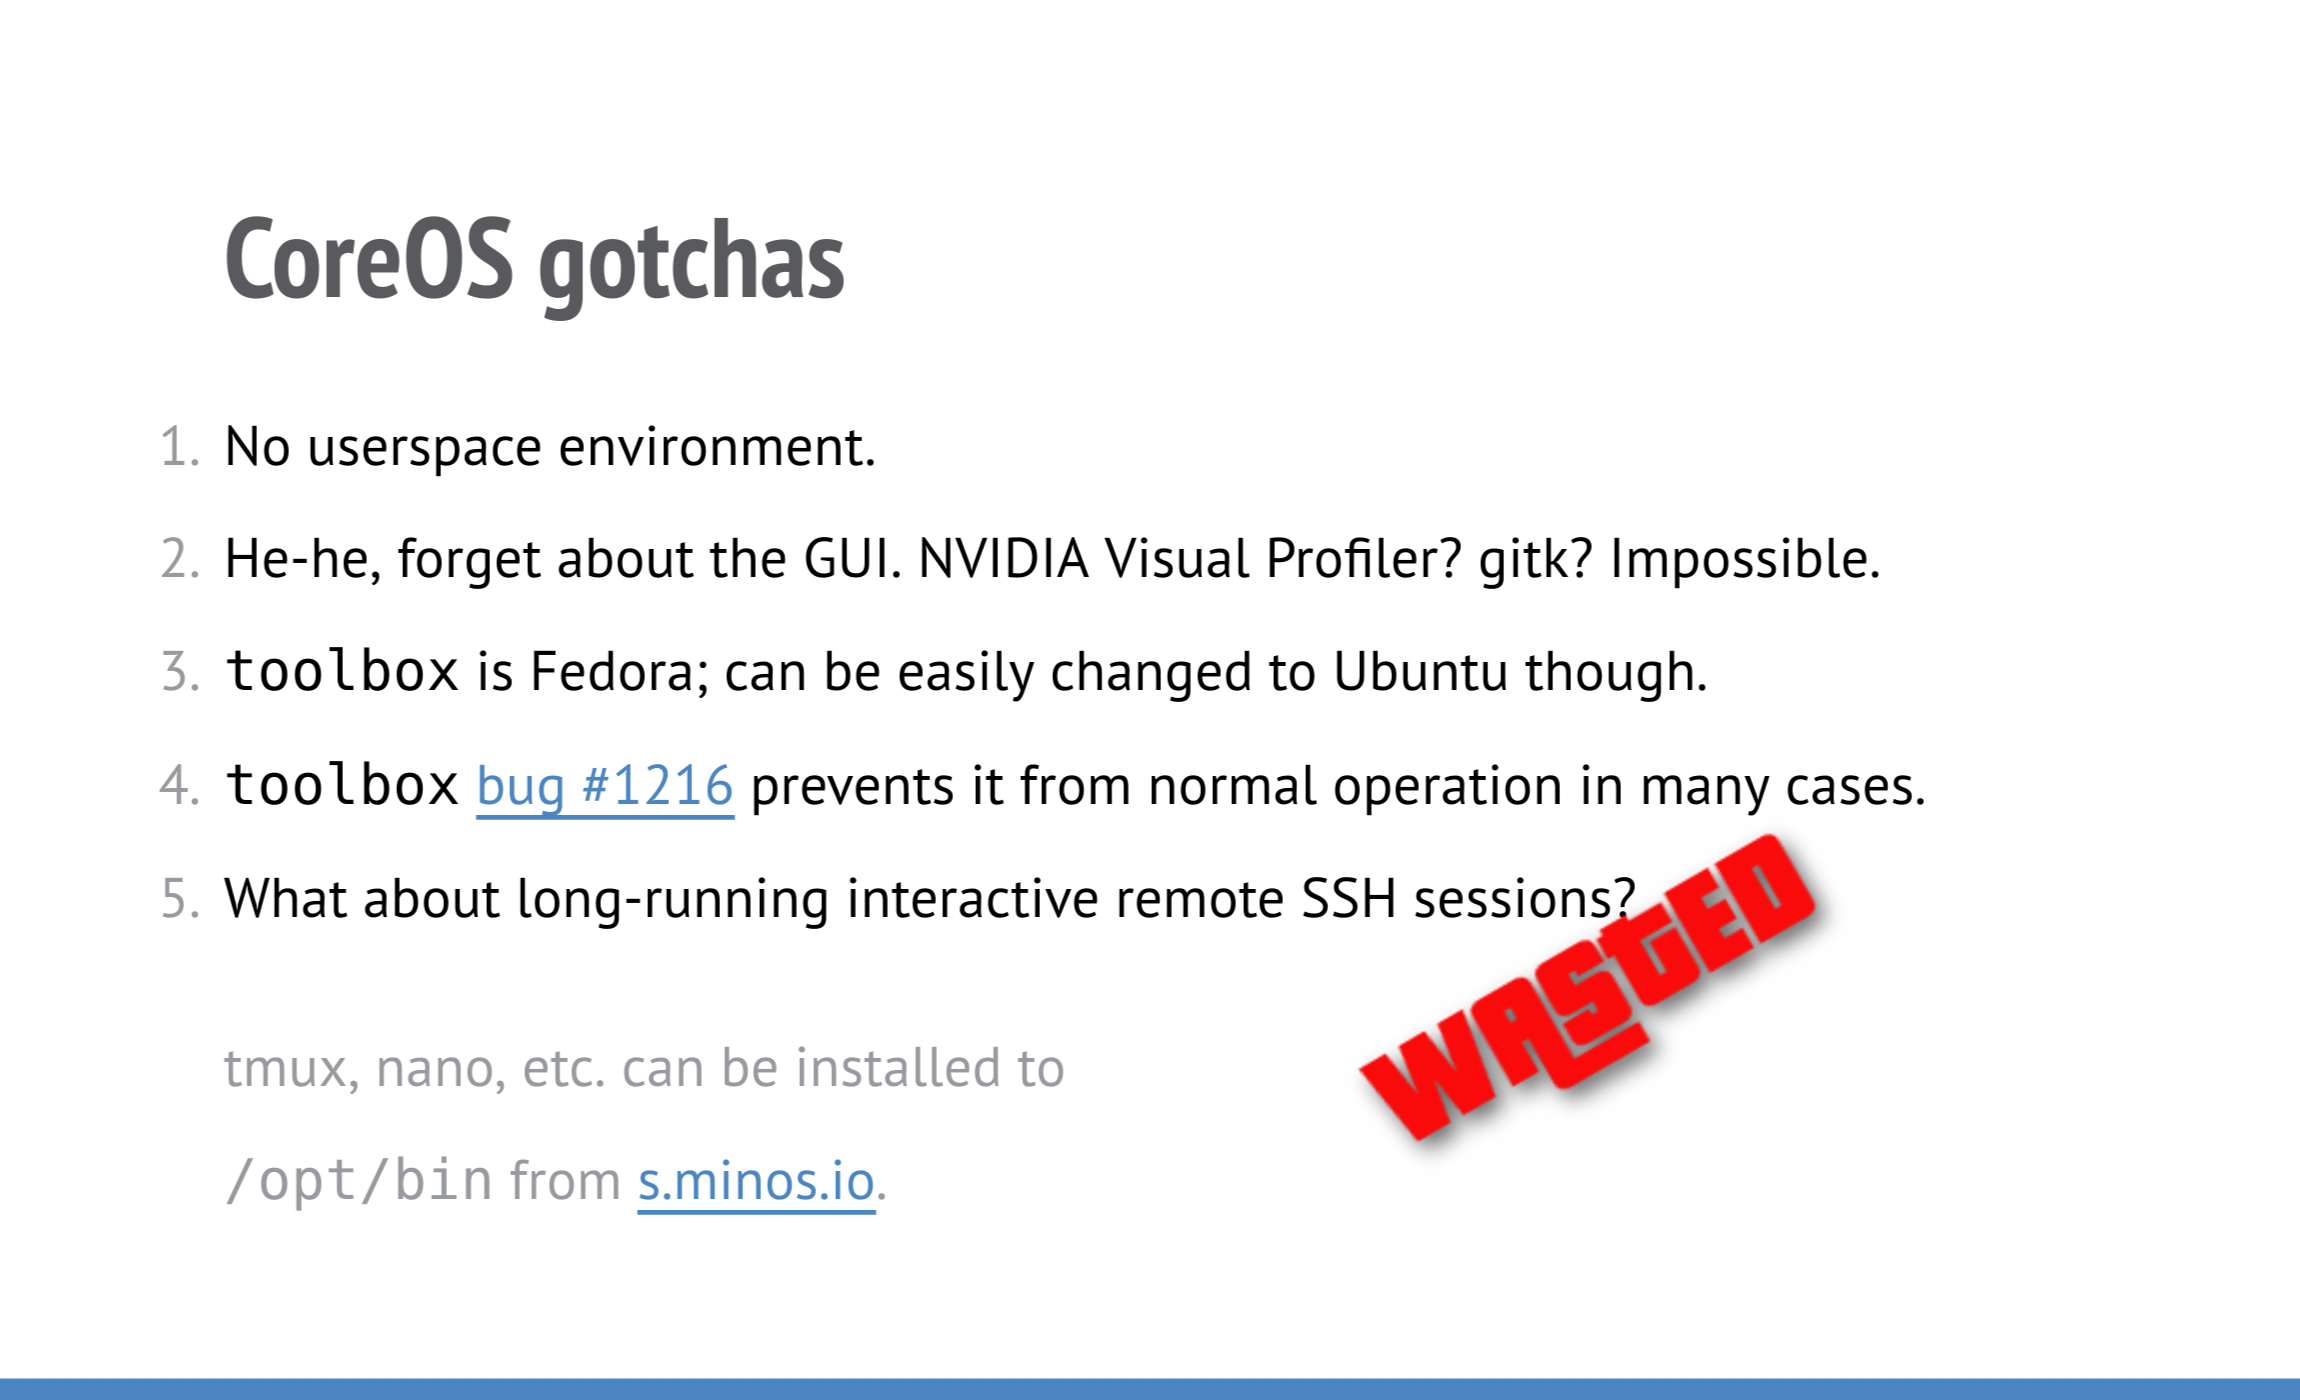 CoreOS gotchas
1. No userspace environment.
2. He-he, forget about the GUI. NVIDIA Visual Profiler? gitk? Impossible.
3. toolbox is Fedora; can be easily changed to Ubuntu though.
4. toolbox bug #1216 prevents it from normal operation in many cases.
5. What about long-running interactive remote SSH sessions?
WASTED
tmux, nano, etc. can be installed to
/opt/bin from s.minos.io.